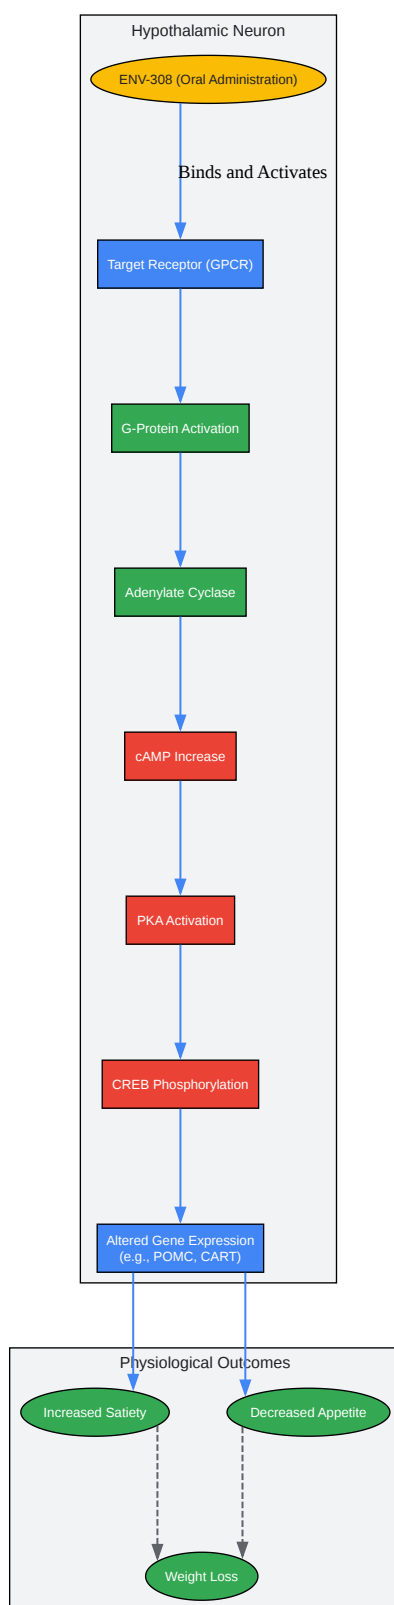 Hypothalamic Neuron
ENV-308 (Oral Administration)
Binds and Activates
Target Receptor (GPCR)
G-Protein Activation
Adenylate Cyclase
cAMP Increase
PKA Activation
CREB Phosphorylation
Altered Gene Expression
(e.g., POMC, CART)
Physiological Outcomes
Increased Satiety
Decreased Appetite
Weight Loss